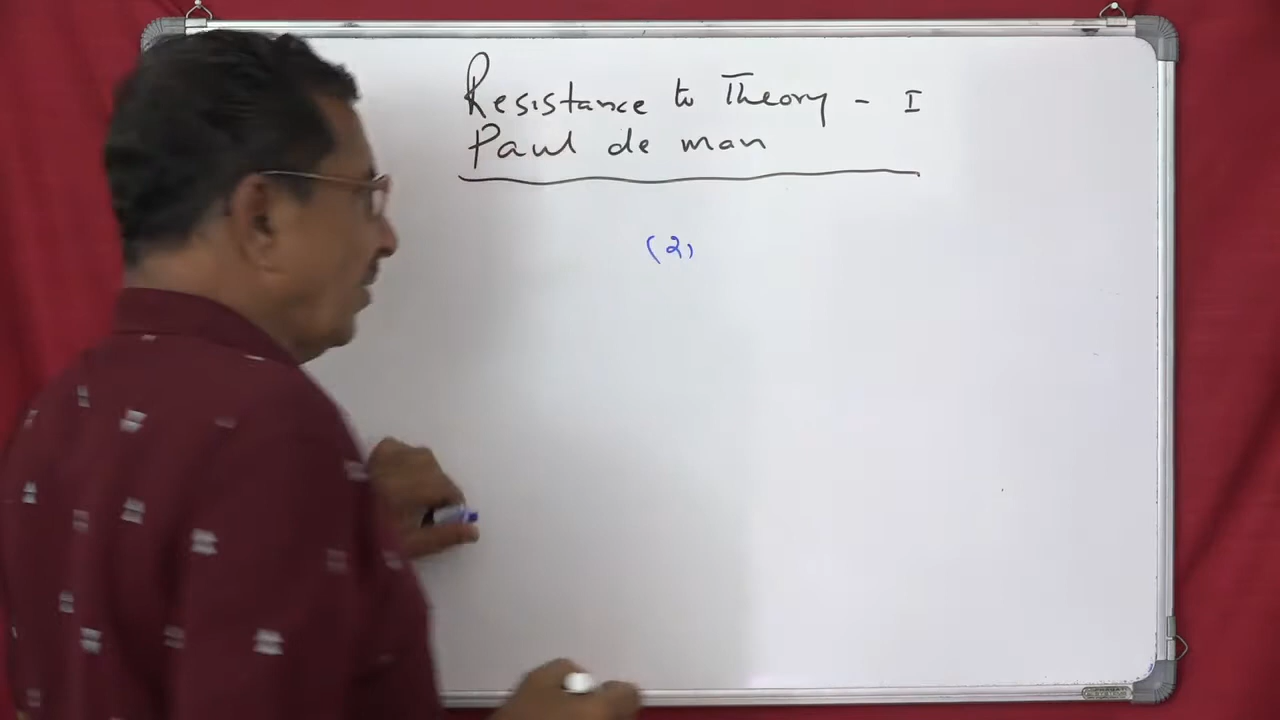 Resistance to Theory - I
Paul de man
(2)